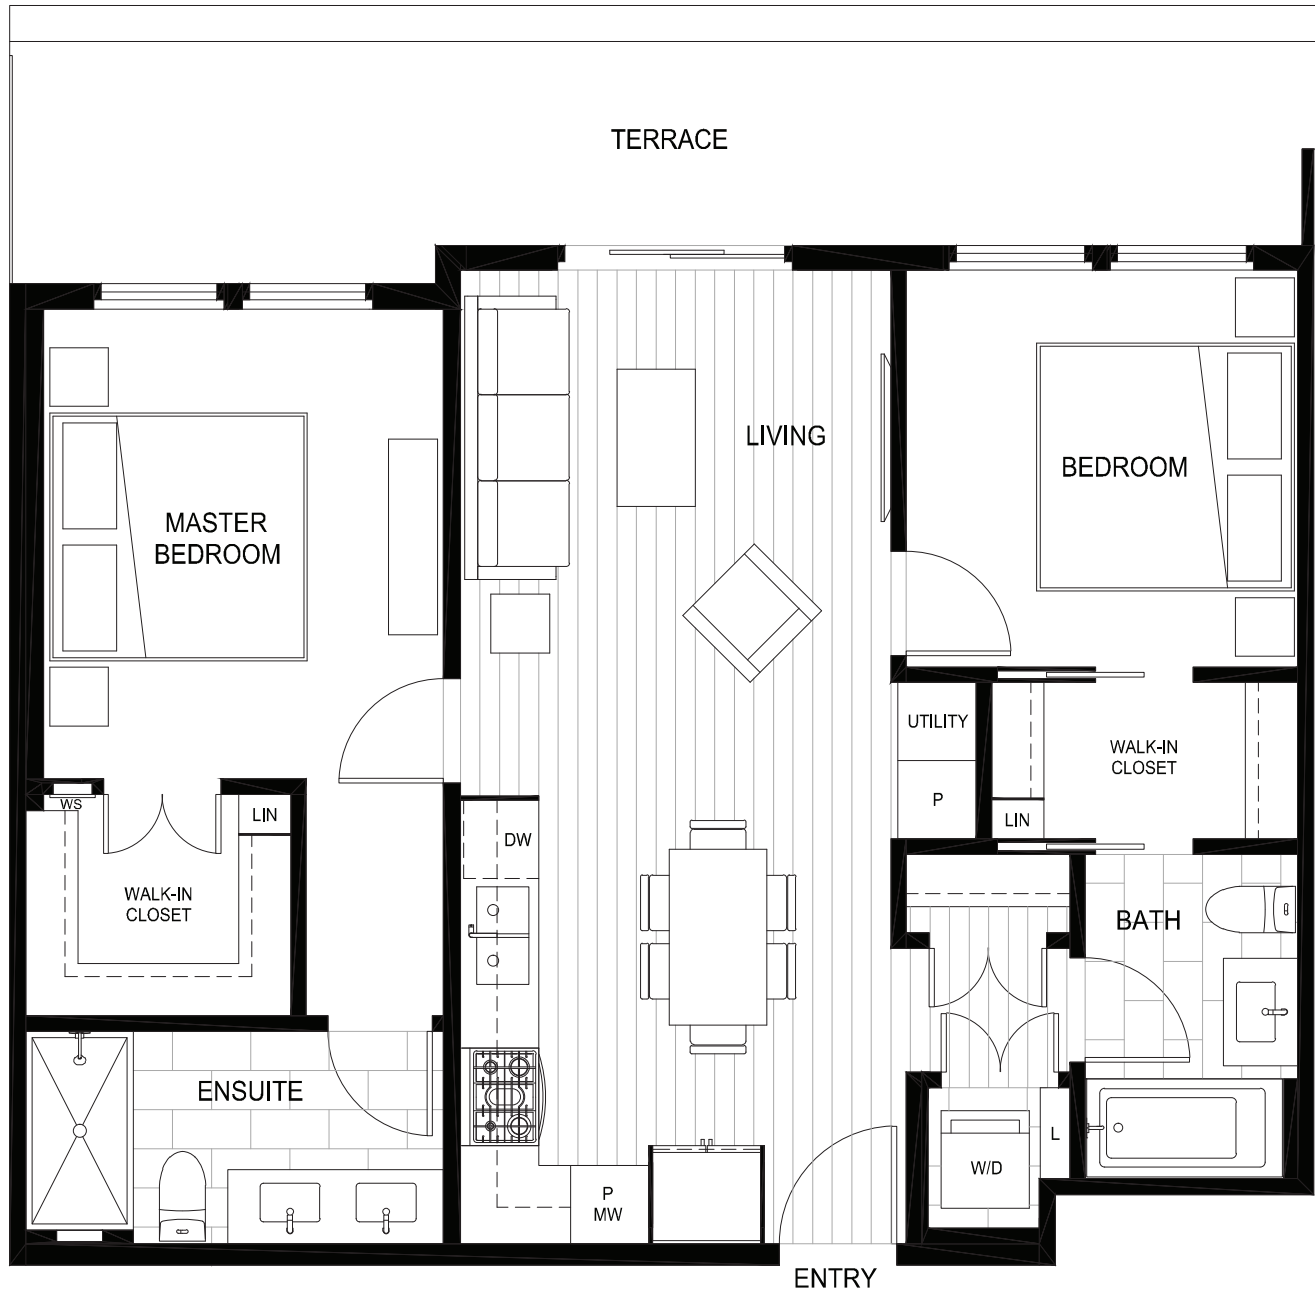 TERRACE
LIVING
BEDROOM
MASTER
BEDROOM
UTILITY
WALK-IN
CLOSET
P
LIN
WS
LIN
DW
WALK-IN
CLOSET
BATH
ENSUITE
L
W/D
P
MW
ENTRY